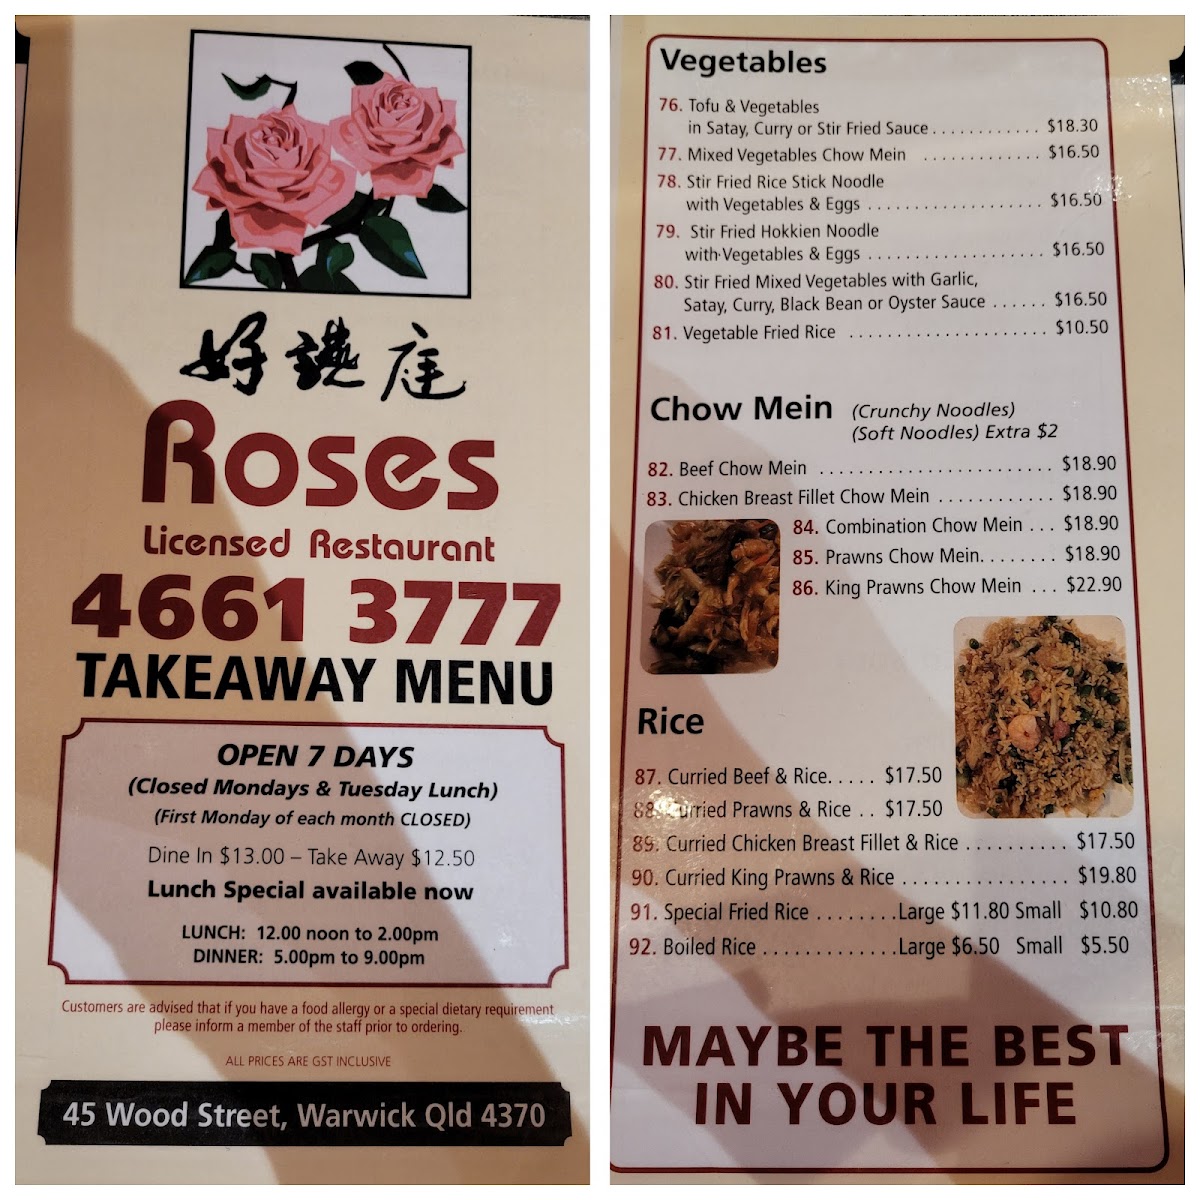 好讌庭
Roses
Licensed Restaurant
4661 3777
TAKEAWAY MENU
OPEN 7 DAYS
(Closed Mondays & Tuesday Lunch)
(First Monday of each month CLOSED)
Dine In $13.00 – Take Away $12.50
Lunch Special available now
LUNCH: 12.00 noon to 2.00pm
DINNER: 5.00pm to 9.00pm
Customers are advised that if you have a food allergy or a special dietary requirement
please inform a member of the staff prior to ordering.
ALL PRICES ARE GST INCLUSIVE
45 Wood Street, Warwick Qld 4370
Vegetables
76. Tofu & Vegetables
in Satay, Curry or Stir Fried Sauce............ $18.30
77. Mixed Vegetables Chow Mein ............. $16.50
78. Stir Fried Rice Stick Noodle
with Vegetables & Eggs ................... $16.50
79. Stir Fried Hokkien Noodle
with Vegetables & Eggs ................... $16.50
80. Stir Fried Mixed Vegetables with Garlic,
Satay, Curry, Black Bean or Oyster Sauce ...... $16.50
81. Vegetable Fried Rice ...................... $10.50
Chow Mein (Crunchy Noodles)
(Soft Noodles) Extra $2
82. Beef Chow Mein ........................ $18.90
83. Chicken Breast Fillet Chow Mein ............ $18.90
84. Combination Chow Mein ... $18.90
85. Prawns Chow Mein........ $18.90
86. King Prawns Chow Mein ... $22.90
Rice
87. Curried Beef & Rice..... $17.50
88. Curried Prawns & Rice .. $17.50
89. Curried Chicken Breast Fillet & Rice .......... $17.50
90. Curried King Prawns & Rice ................. $19.80
91. Special Fried Rice ........Large $11.80 Small $10.80
92. Boiled Rice .............Large $6.50 Small $5.50
MAYBE THE BEST
IN YOUR LIFE